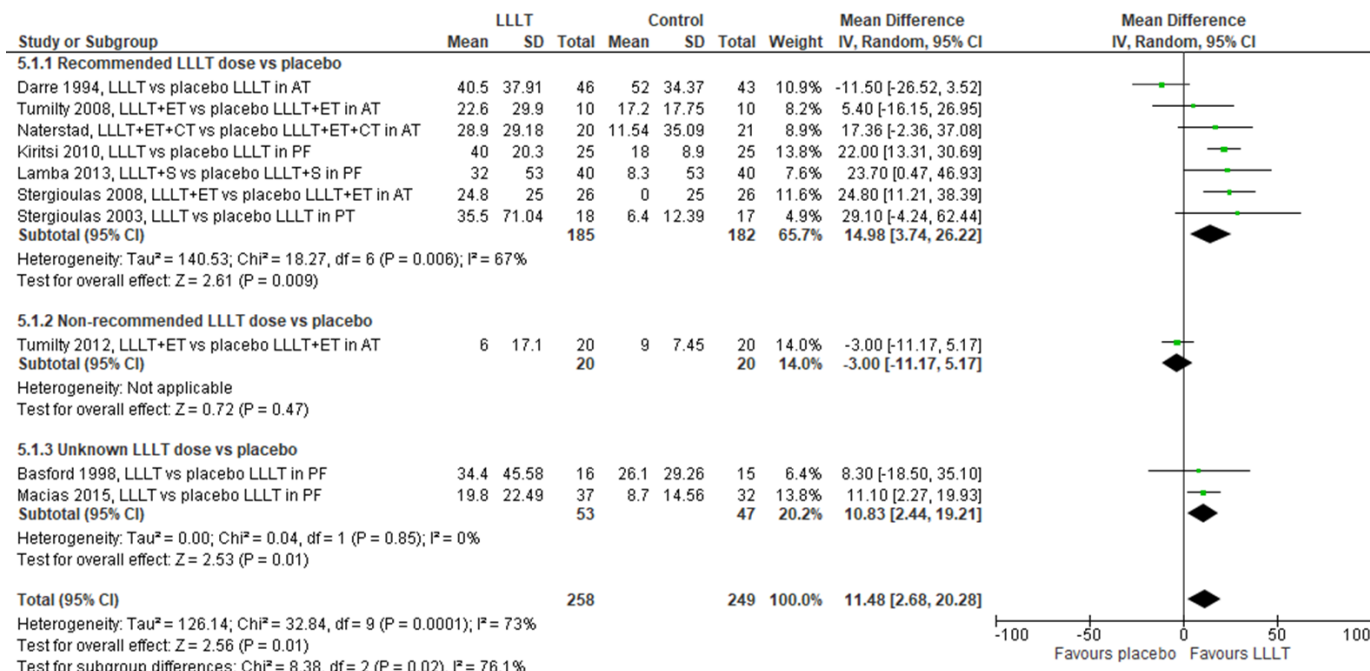 LLLT Control Mean Difference Mean Difference
Study or Subgroup Mean SD Total Mean SD Total Weight IV, Random, 95% CI IV, Random, 95% CI
5.1.1 Recommended LLLT dose vs placebo
Darre 1994, LLLT vs placebo LLLT in AT 40.5 37.91 46 52 34.37 43 10.9% -11.50 [-26.52, 3.52]
Tumilty 2008, LLLT+ET vs placebo LLLT+ET in AT 22.6 29.9 10 17.2 17.75 10 8.2% 5.40 [-16.15, 26.95]
Naterstad, LLLT+ET+CT vs placebo LLLT+ET+CT in AT 28.9 29.18 20 11.54 35.09 21 8.9% 17.36 [-2.36, 37.08]
Kiritsi 2010, LLLT vs placebo LLLT in PF 40 20.3 25 18 8.9 25 13.8% 22.00 [13.31, 30.69]
Lamba 2013, LLLT+S vs placebo LLLT+S in PF 32 53 40 8.3 53 40 7.6% 23.70 [0.47, 46.93]
Stergioulas 2008, LLLT+ET vs placebo LLLT+ET in AT 24.8 25 26 0 25 26 11.6% 24.80 [11.21, 38.39]
Stergioulas 2003, LLLT vs placebo LLLT in PT 35.5 71.04 18 6.4 12.39 17 4.9% 29.10 [-4.24, 62.44]
Subtotal (95% CI) 185 182 65.7% 14.98 [3.74, 26.22]
Heterogeneity: Tau² = 140.53; Chi² = 18.27, df = 6 (P = 0.006); I² = 67%
Test for overall effect: Z = 2.61 (P = 0.009)
5.1.2 Non-recommended LLLT dose vs placebo
Tumilty 2012, LLLT+ET vs placebo LLLT+ET in AT 6 17.1 20 9 7.45 20 14.0% -3.00 [-11.17, 5.17]
Subtotal (95% CI) 20 20 14.0% -3.00 [-11.17, 5.17]
Heterogeneity: Not applicable
Test for overall effect: Z = 0.72 (P = 0.47)
5.1.3 Unknown LLLT dose vs placebo
Basford 1998, LLLT vs placebo LLLT in PF 34.4 45.58 16 26.1 29.26 15 6.4% 8.30 [-18.50, 35.10]
Macias 2015, LLLT vs placebo LLLT in PF 19.8 22.49 37 8.7 14.56 32 13.8% 11.10 [2.27, 19.93]
Subtotal (95% CI) 53 47 20.2% 10.83 [2.44, 19.21]
Heterogeneity: Tau² = 0.00; Chi² = 0.04, df = 1 (P = 0.85); I² = 0%
Test for overall effect: Z = 2.53 (P = 0.01)
Total (95% CI) 258 249 100.0% 11.48 [2.68, 20.28]
Heterogeneity: Tau² = 126.14; Chi² = 32.84, df = 9 (P = 0.0001); I² = 73%
Test for overall effect: Z = 2.56 (P = 0.01)
Test for subgroup differences: Chi² = 8.38, df = 2 (P = 0.02), I² = 76.1%
-100 -50 0 50 100
Favours placebo Favours LLLT